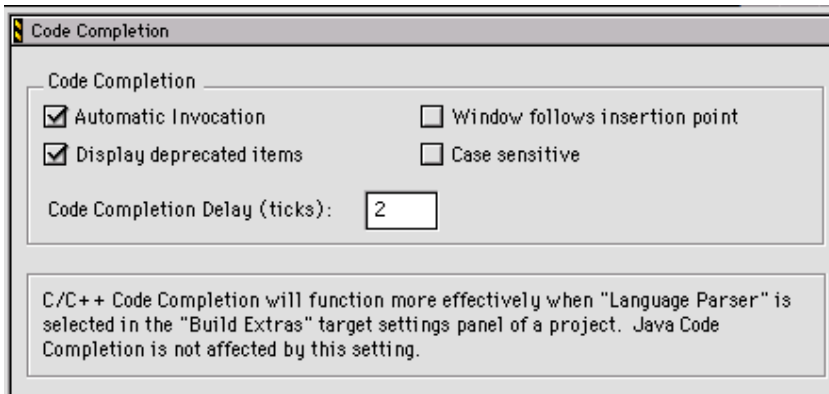 Code Completion
Code Completion
Automatic Invocation
Window follows insertion point
Display deprecated items
Case sensitive
Code Completion Delay (ticks): 2
C/C++ Code Completion will function more effectively when "Language Parser" is
selected in the "Build Extras" target settings panel of a project. Java Code
Completion is not affected by this setting.